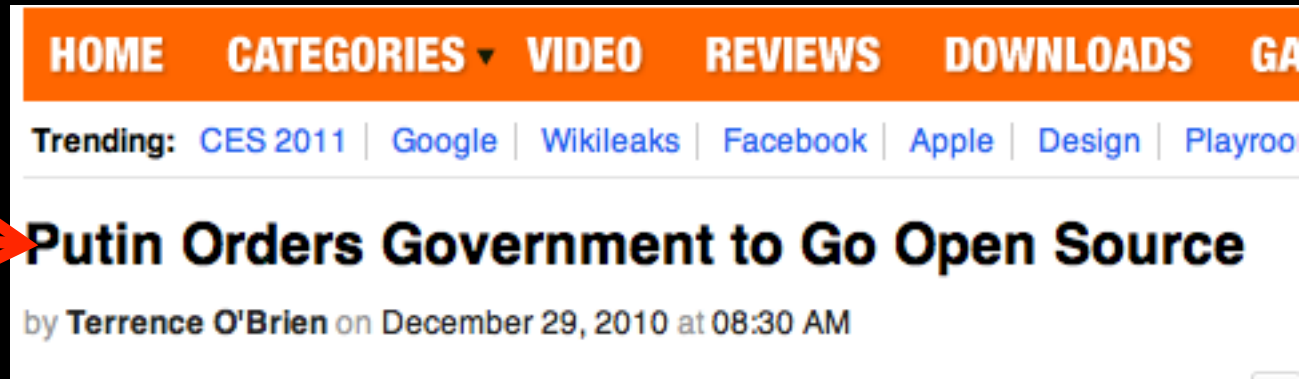 HOME CATEGORIES VIDEO REVIEWS DOWNLOADS
Trending: CES 2011 Google Wikileaks Facebook Apple Design
Putin Orders Government to Go Open Source
by Terrence O'Brien on December 29, 2010 at 08:30 AM